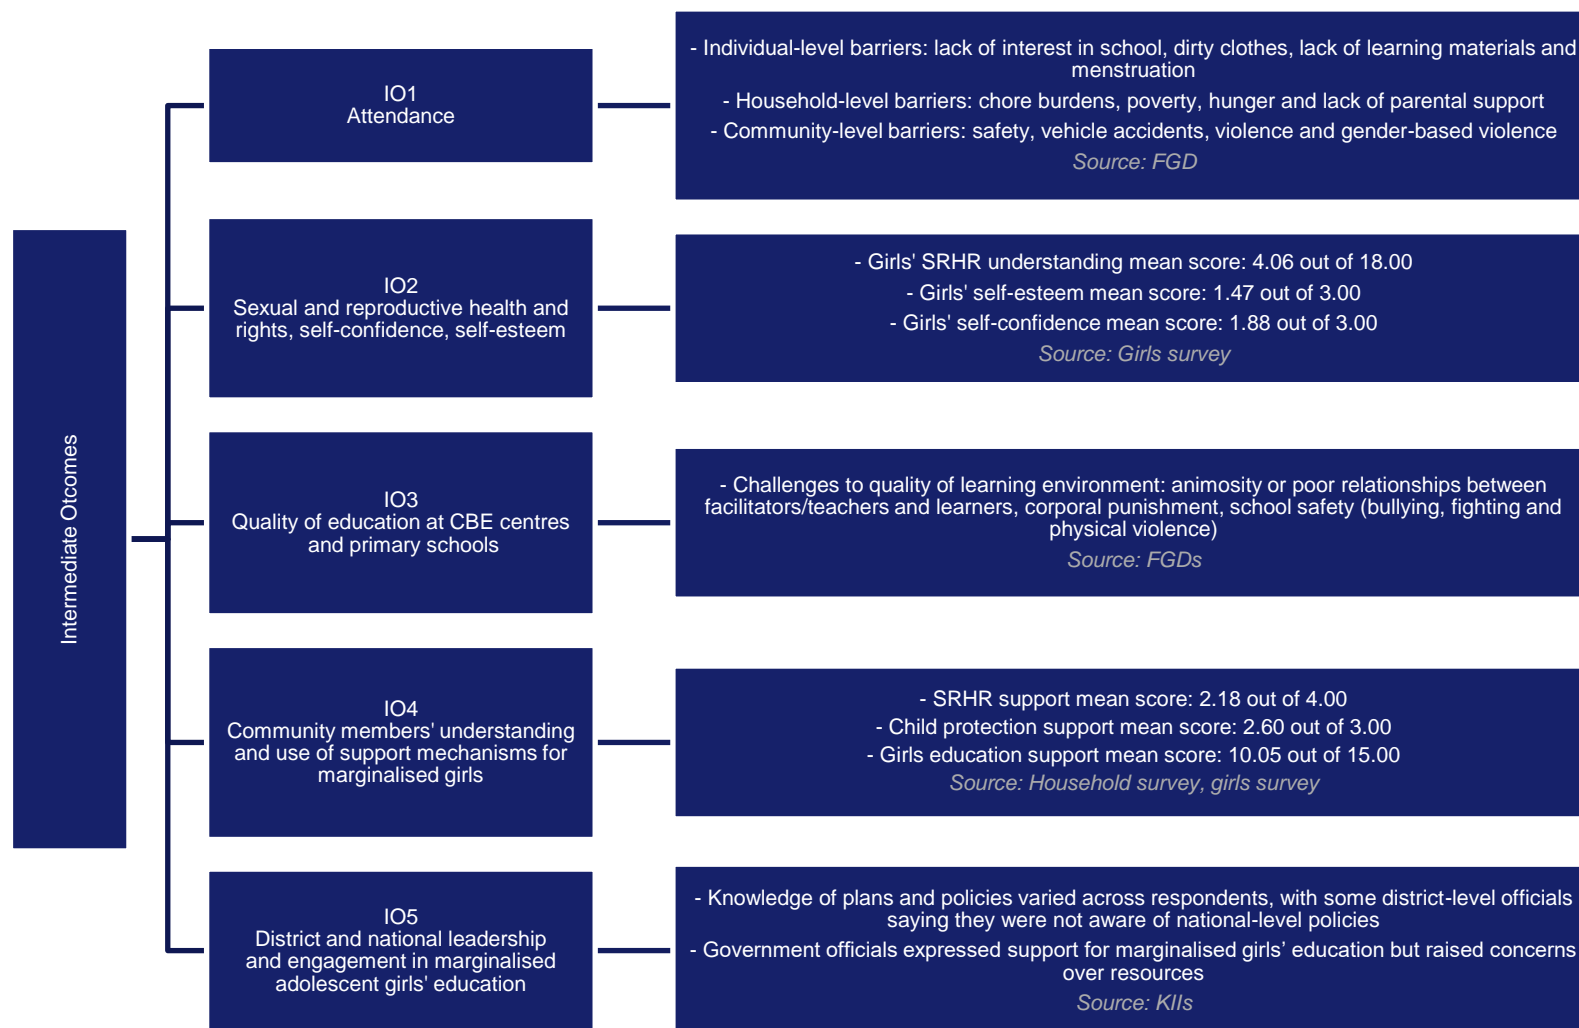 Intermediate Otcomes
IO1
Attendance
- Individual-level barriers: lack of interest in school, dirty clothes, lack of learning materials and
menstruation
- Household-level barriers: chore burdens, poverty, hunger and lack of parental support
- Community-level barriers: safety, vehicle accidents, violence and gender-based violence
Source: FGD
IO2
Sexual and reproductive health and
rights, self-confidence, self-esteem
- Girls' SRHR understanding mean score: 4.06 out of 18.00
- Girls' self-esteem mean score: 1.47 out of 3.00
- Girls' self-confidence mean score: 1.88 out of 3.00
Source: Girls survey
IO3
Quality of education at CBE centres
and primary schools
- Challenges to quality of learning environment: animosity or poor relationships between
facilitators/teachers and learners, corporal punishment, school safety (bullying, fighting and
physical violence)
Source: FGDs
IO4
Community members' understanding
and use of support mechanisms for
marginalised girls
- SRHR support mean score: 2.18 out of 4.00
- Child protection support mean score: 2.60 out of 3.00
- Girls education support mean score: 10.05 out of 15.00
Source: Household survey, girls survey
IO5
District and national leadership
and engagement in marginalised
adolescent girls' education
- Knowledge of plans and policies varied across respondents, with some district-level officials
saying they were not aware of national-level policies
- Government officials expressed support for marginalised girls’ education but raised concerns
over resources
Source: KIIs